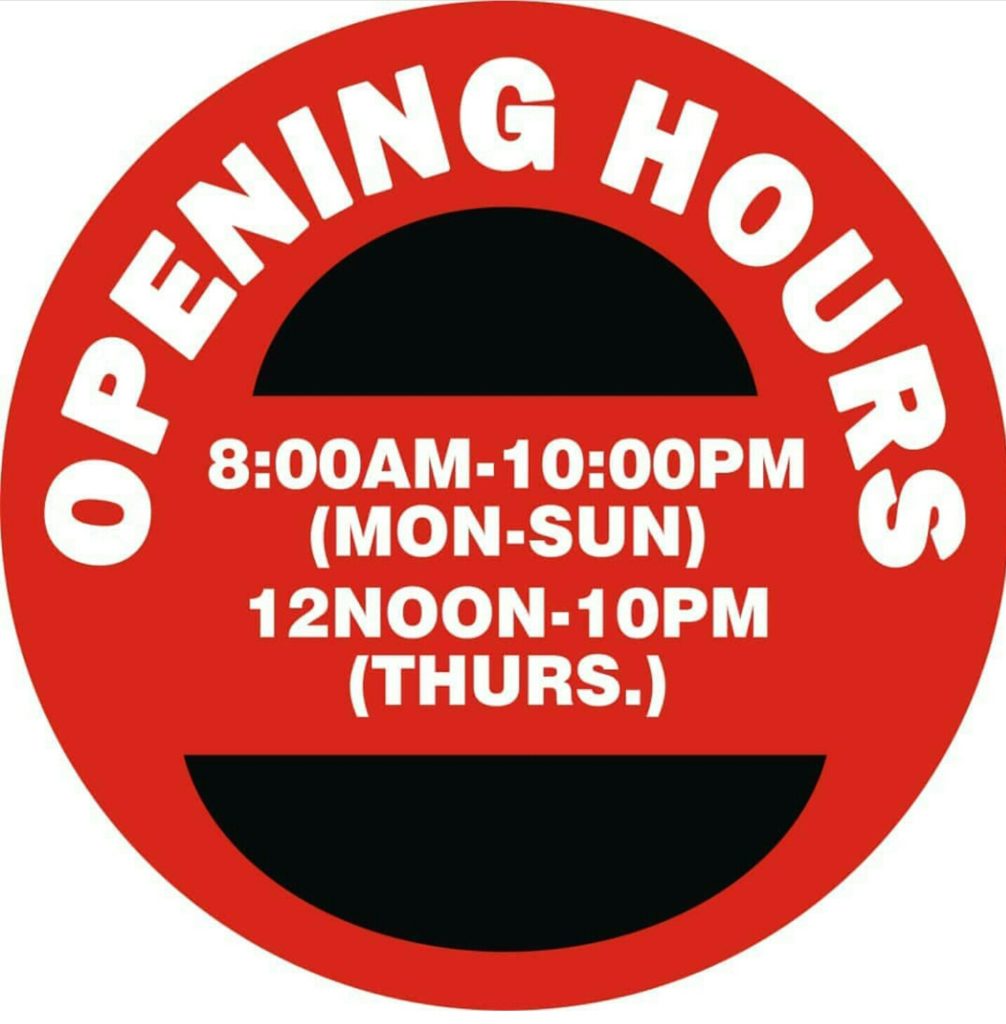 OPENING HOURS
8:00AM-10:00PM
(MON-SUN)
12NOON-10PM
(THURS.)